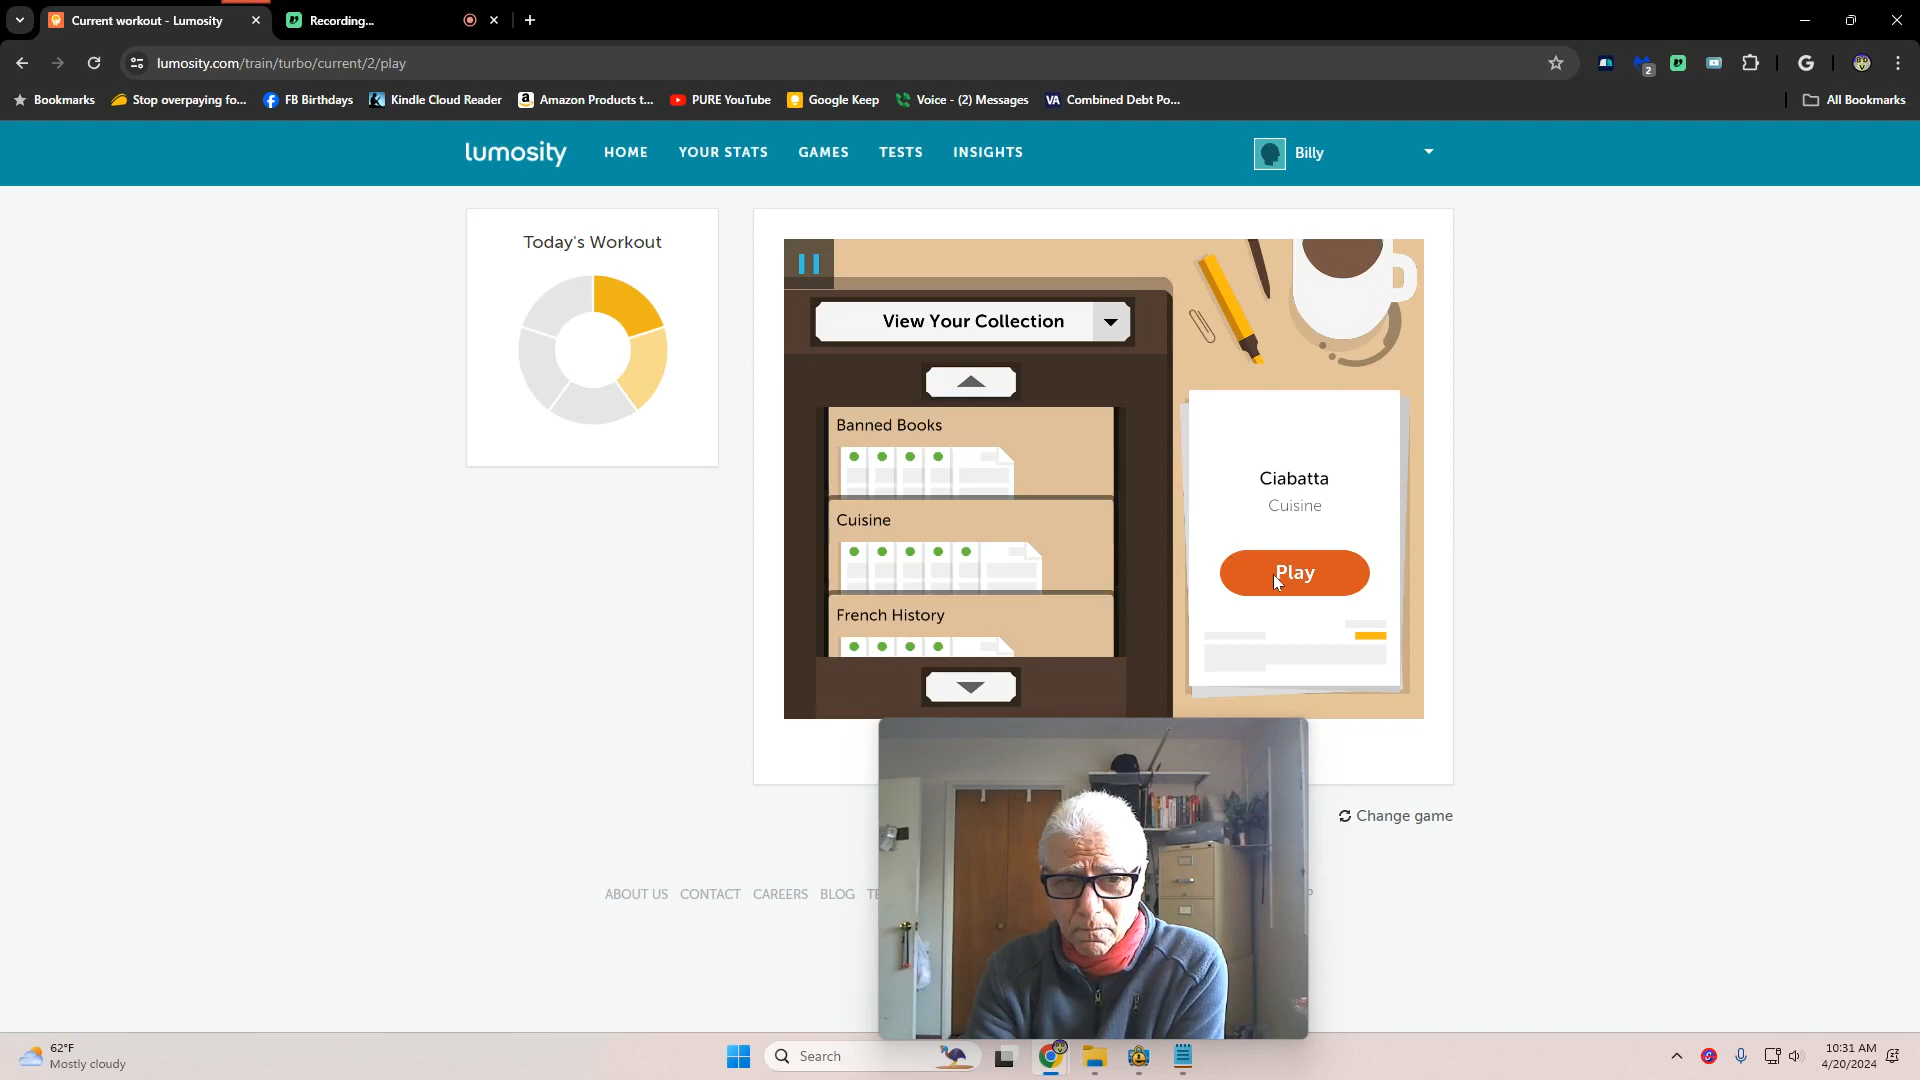 Current workout - Lumosity
Recording...
lumosity.com/train/turbo/current/2/play
2
G
Bookmarks
Stop overpaying fo...
FB Birthdays
Kindle Cloud Reader
Amazon Products t...
PURE YouTube
Google Keep
Voice - (2) Messages
VA Combined Debt Po...
All Bookmarks
lumosity
HOME
YOUR STATS
GAMES
TESTS
INSIGHTS
Billy
Today's Workout
View Your Collection
Banned Books
Cuisine
French History
Ciabatta
Cuisine
Play
Change game
ABOUT US
CONTACT
CAREERS
BLOG
62°F
Mostly cloudy
Search
10:31 AM
4/20/2024